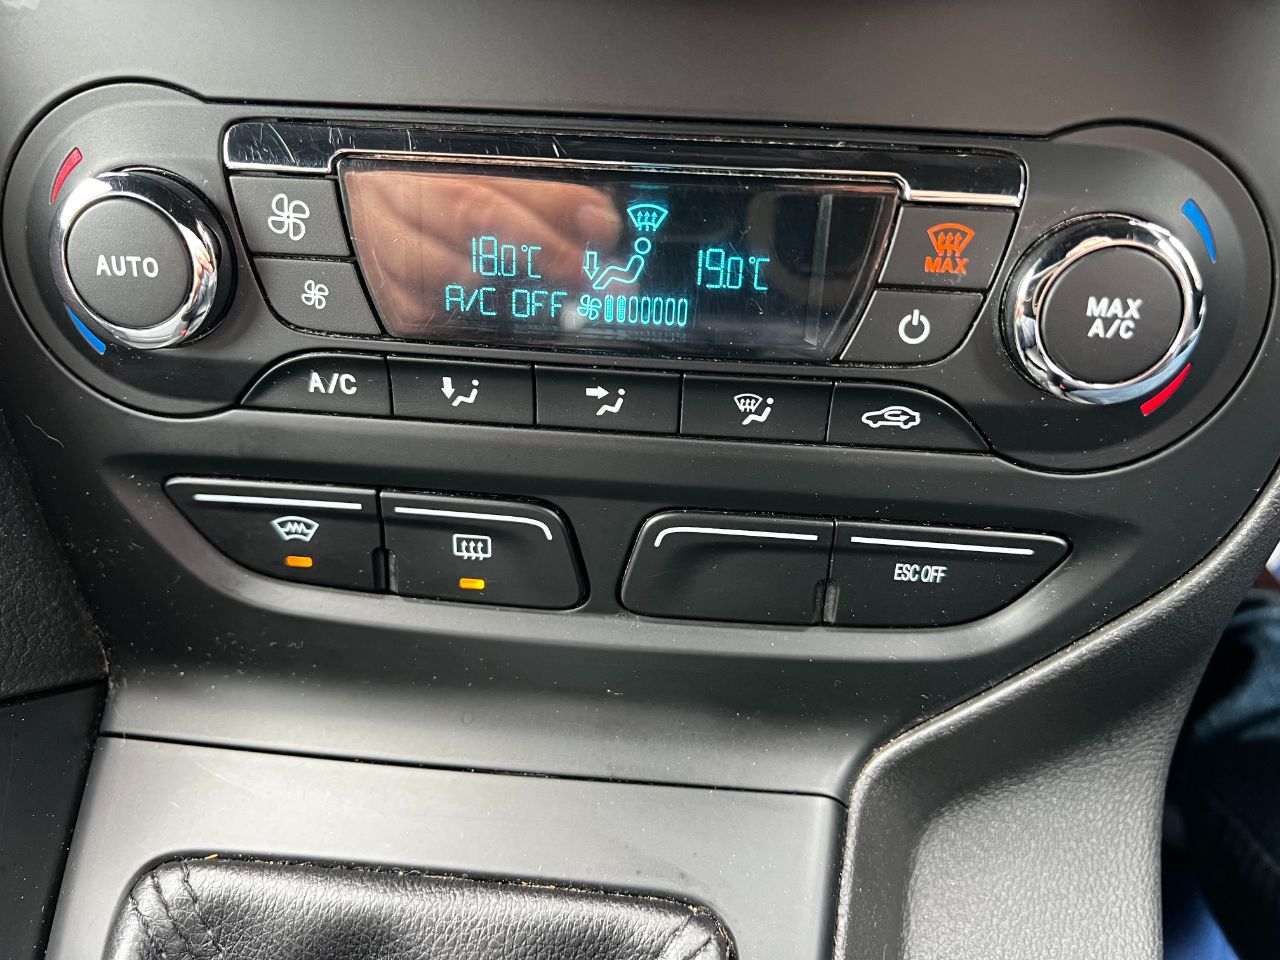 AUTO
18.0°C
19.0°C
A/C OFF
MAX
MAX
A/C
A/C
ESC OFF